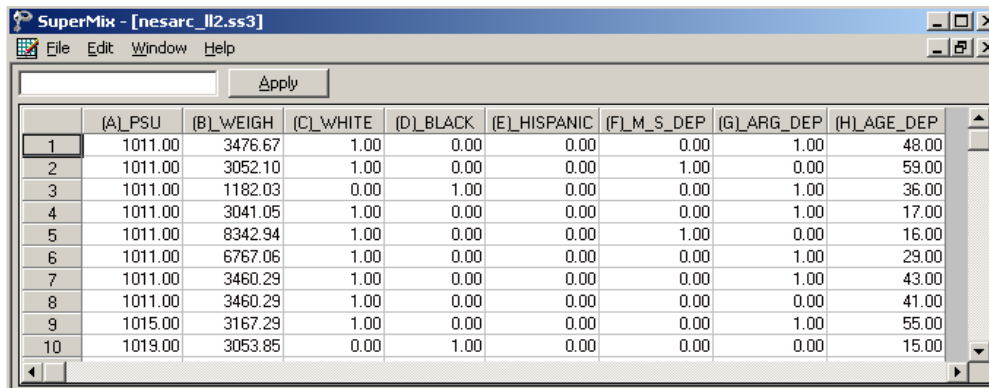 SuperMix - [nesarc_ll2.ss3]
File Edit Window Help
Apply
(A)_PSU (B)_WEIGH (C)_WHITE (D)_BLACK (E)_HISPANIC (F)_M_S_DEP (G)_ARG_DEP (H)_AGE_DEP
1 1011.00 3476.67 1.00 0.00 0.00 0.00 1.00 48.00
2 1011.00 3052.10 1.00 0.00 0.00 1.00 0.00 59.00
3 1011.00 1182.03 0.00 1.00 0.00 0.00 1.00 36.00
4 1011.00 3041.05 1.00 0.00 0.00 0.00 1.00 17.00
5 1011.00 8342.94 1.00 0.00 0.00 1.00 0.00 16.00
6 1011.00 6767.06 1.00 0.00 0.00 0.00 1.00 29.00
7 1011.00 3460.29 1.00 0.00 0.00 0.00 1.00 43.00
8 1011.00 3460.29 1.00 0.00 0.00 0.00 0.00 41.00
9 1015.00 3167.29 1.00 0.00 0.00 0.00 1.00 55.00
10 1019.00 3053.85 0.00 1.00 0.00 0.00 0.00 15.00